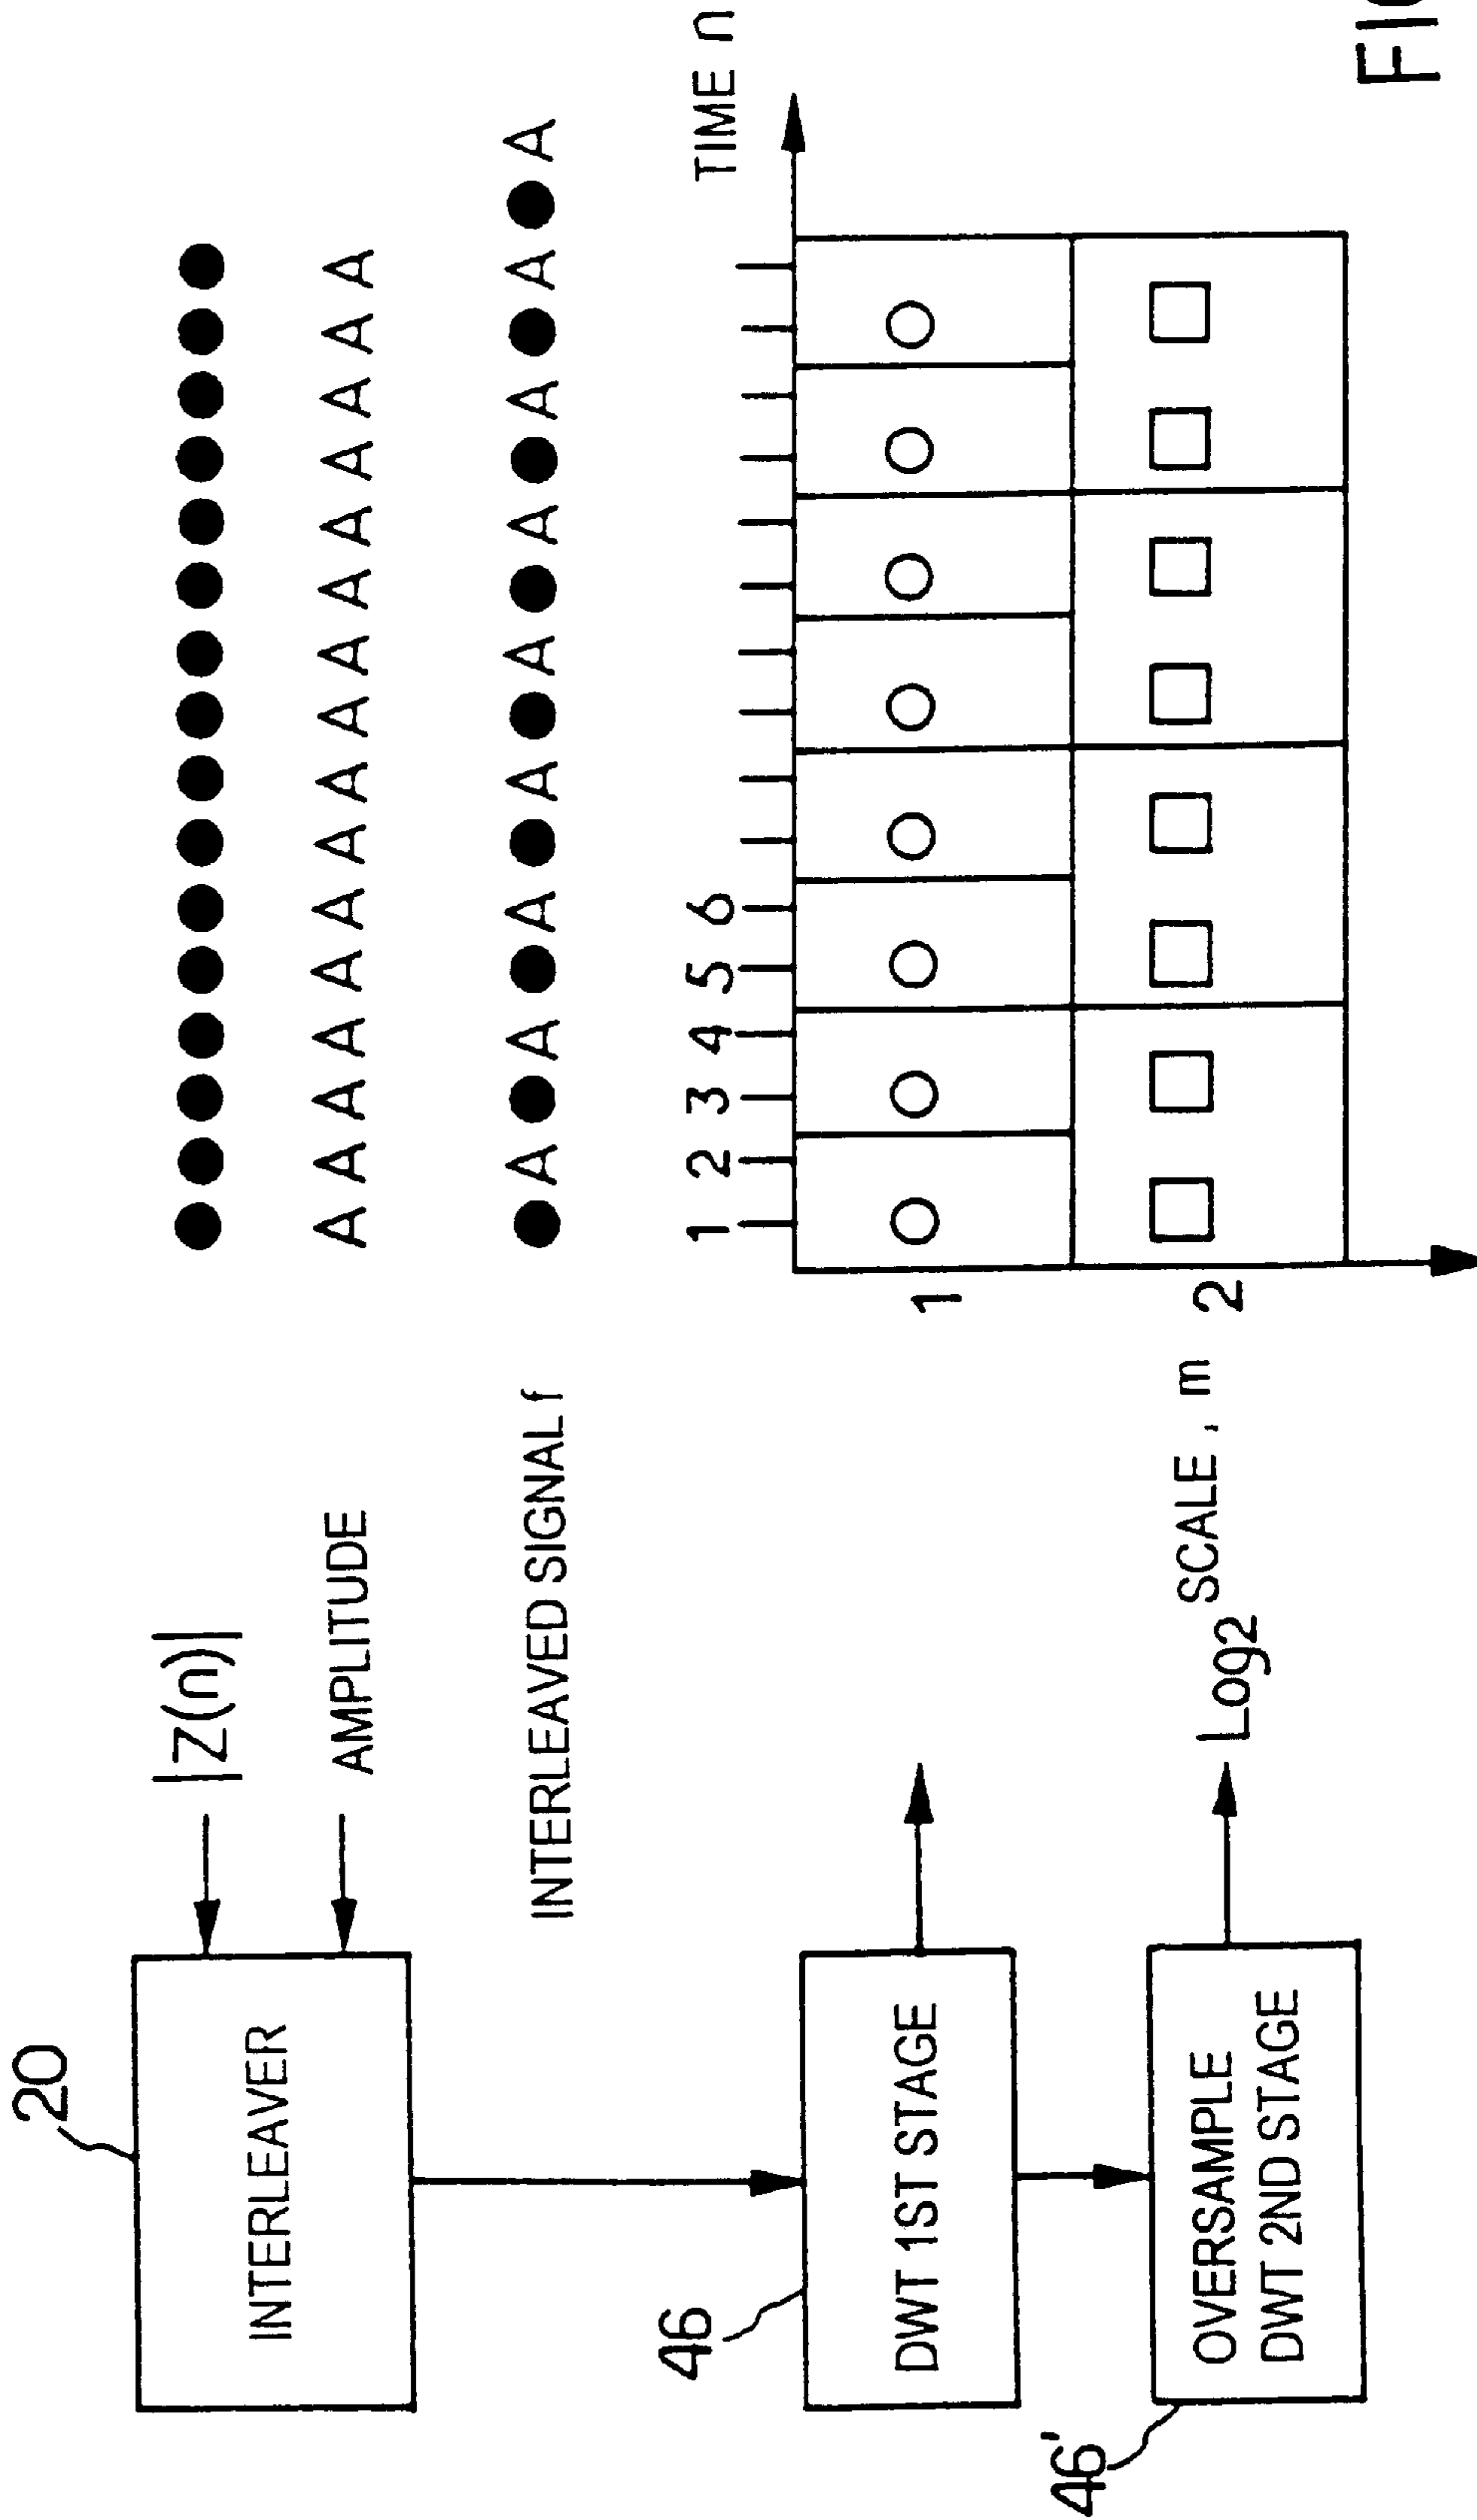 20
INTERLEAVER
|Z(n)|
AMPLITUDE
A A A A A A A A A A A A A A A A
INTERLEAVED SIGNAL f
A A A A A A A A A
TIME n
1 2 3 4 5 6
46
DWT 1ST STAGE
1
46'
OVERSAMPLE
DWT 2ND STAGE
Log2 SCALE, m
2